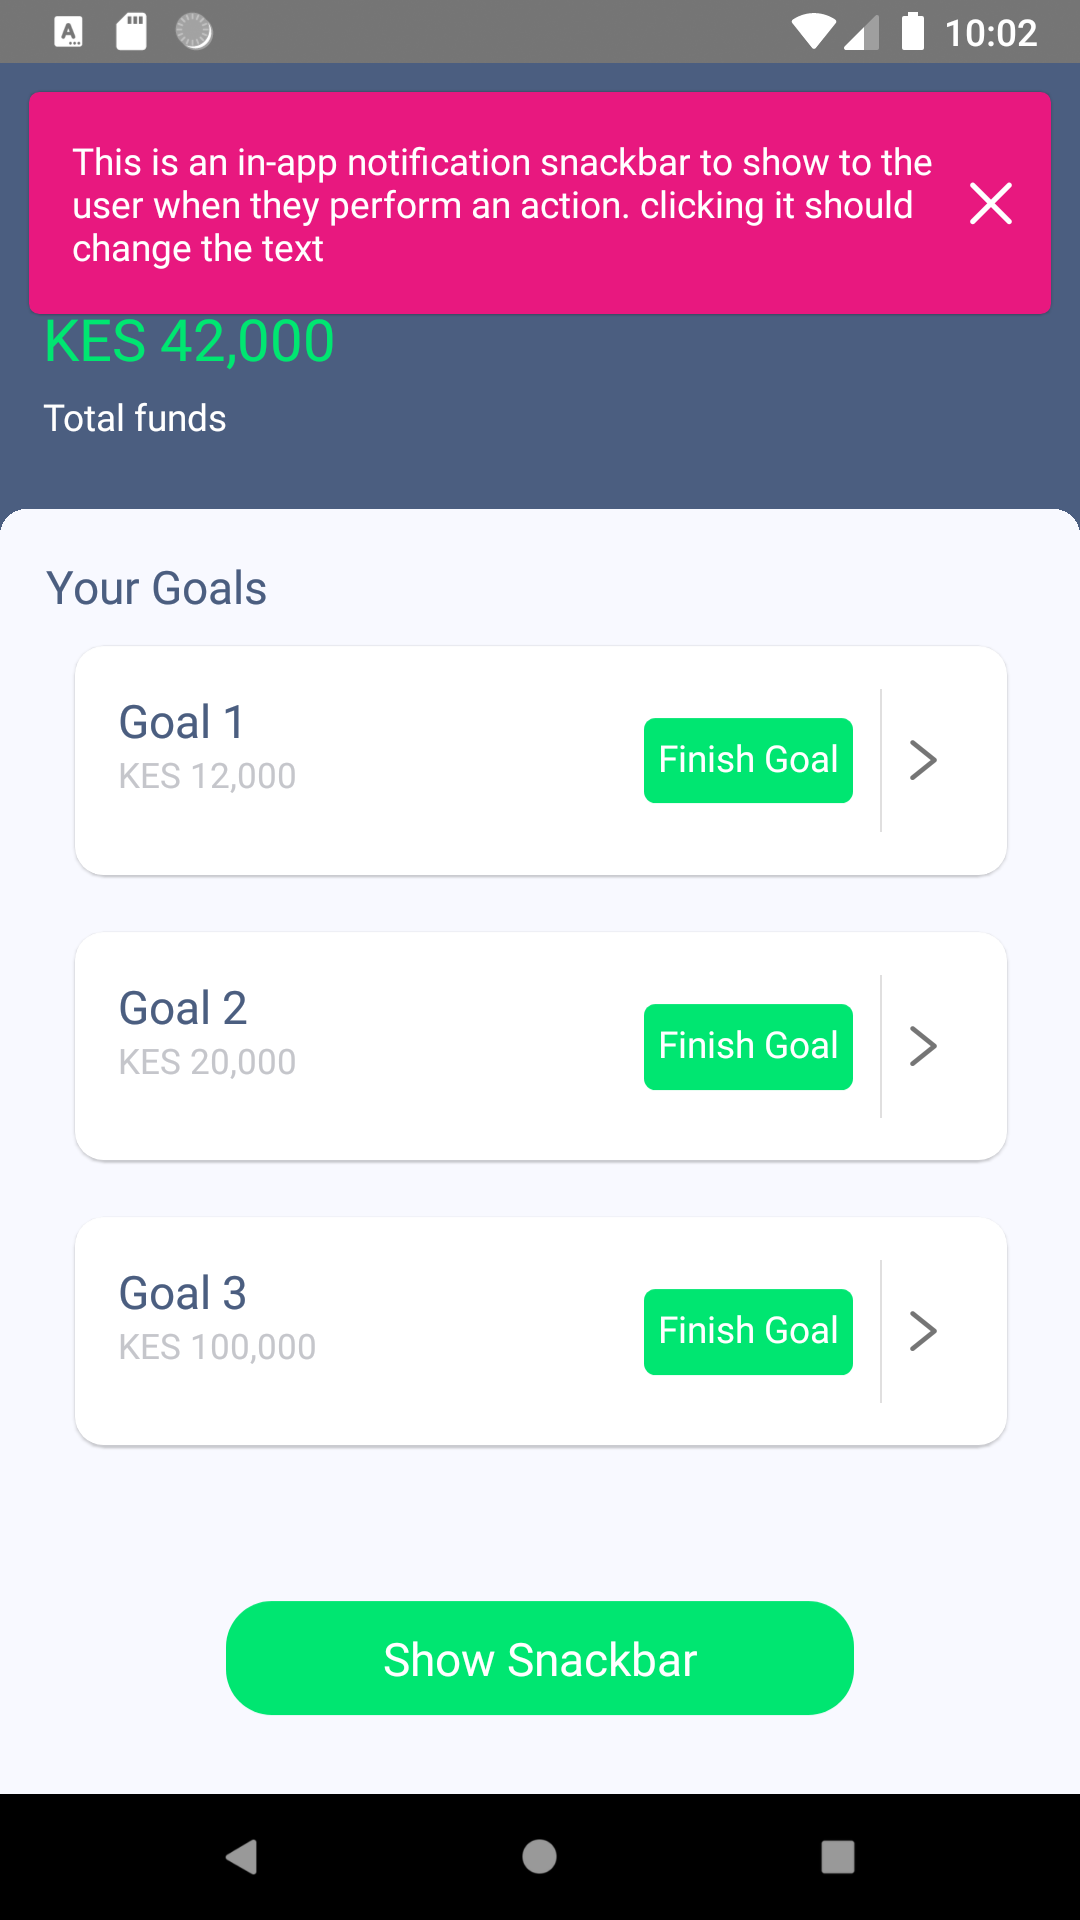 10:02
This is an in-app notification snackbar to show to the
user when they perform an action. clicking it should
change the text
KES 42,000
Total funds
Your Goals
Goal 1
KES 12,000
Finish Goal
Goal 2
KES 20,000
Finish Goal
Goal 3
KES 100,000
Finish Goal
Show Snackbar